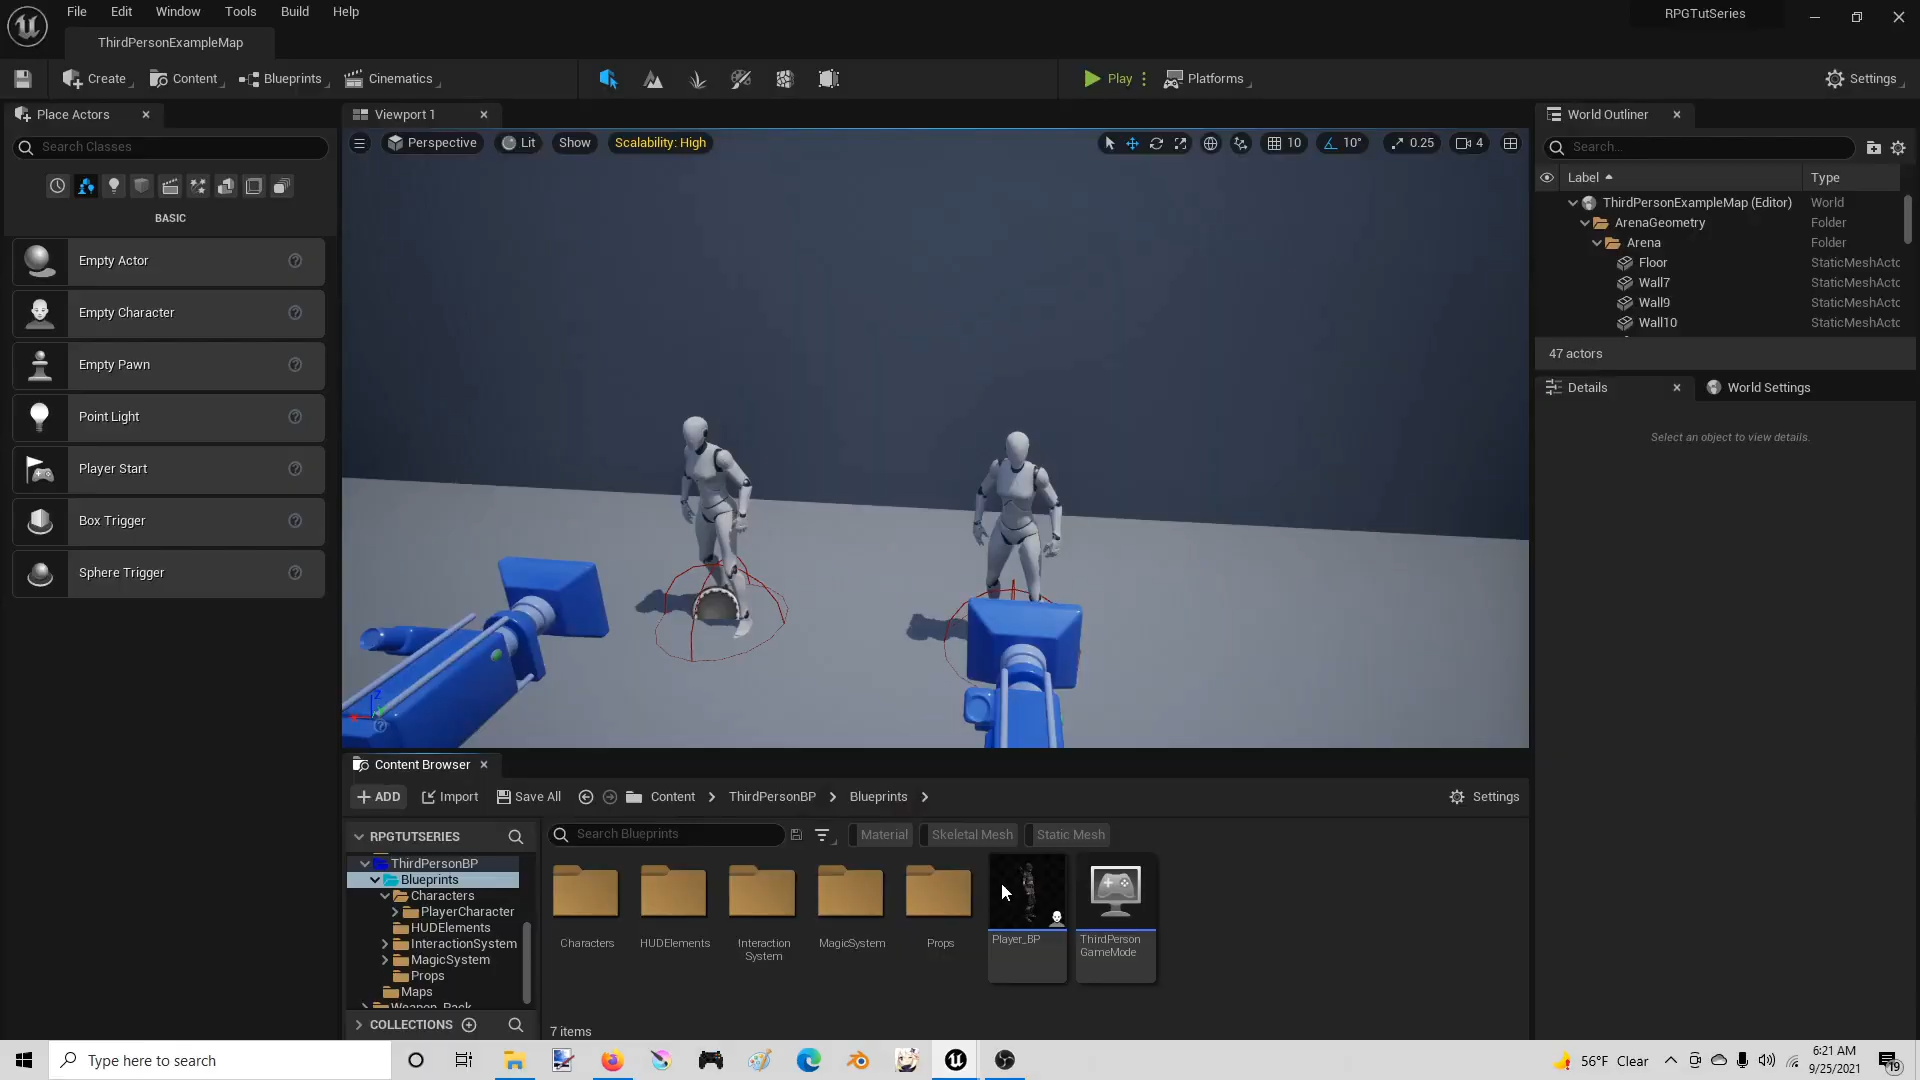 File Edit Window Tools Build Help
RPGTutSeries
ThirdPersonExampleMap
Create Content Blueprints Cinematics Play Platforms Settings
Place Actors
Viewport 1
World Outliner
Search Classes
Perspective Lit Show Scalability: High 10 10° 0.25 4
Search...
Label Type
BASIC
Empty Actor
Empty Character
Empty Pawn
Point Light
Player Start
Box Trigger
Sphere Trigger
ThirdPersonExampleMap (Editor) World
ArenaGeometry Folder
Arena Folder
Floor StaticMeshActo
Wall7 StaticMeshActo
Wall9 StaticMeshActo
Wall10 StaticMeshActo
47 actors
Details World Settings
Select an object to view details.
Z
Content Browser
ADD Import Save All Content ThirdPersonBP Blueprints Settings
RPGTUTSERIES
Search Blueprints
Material Skeletal Mesh Static Mesh
ThirdPersonBP
Blueprints
Characters
PlayerCharacter
HUDElements
InteractionSystem
MagicSystem
Props
Maps
Weapon_Pack
COLLECTIONS
Characters
HUDElements
Interaction
System
MagicSystem
Props
Player_BP
ThirdPerson
GameMode
7 items
Type here to search
56°F Clear
6:21 AM
9/25/2021
19